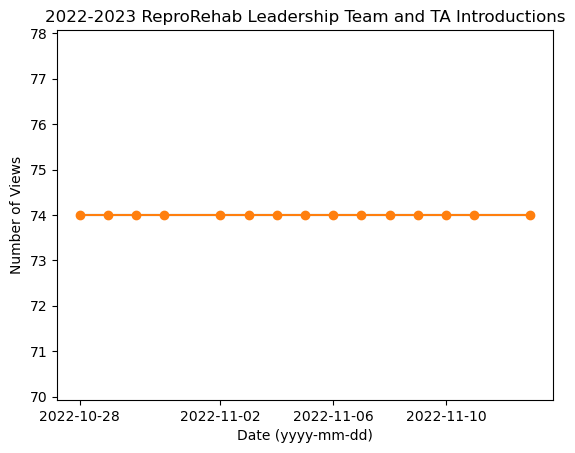 2022-2023 ReproRehab Leadership Team and TA Introductions
78
77
76
75
74
73
72
71
70
Number of Views
2022-10-28 2022-11-02 2022-11-06 2022-11-10
Date (yyyy-mm-dd)